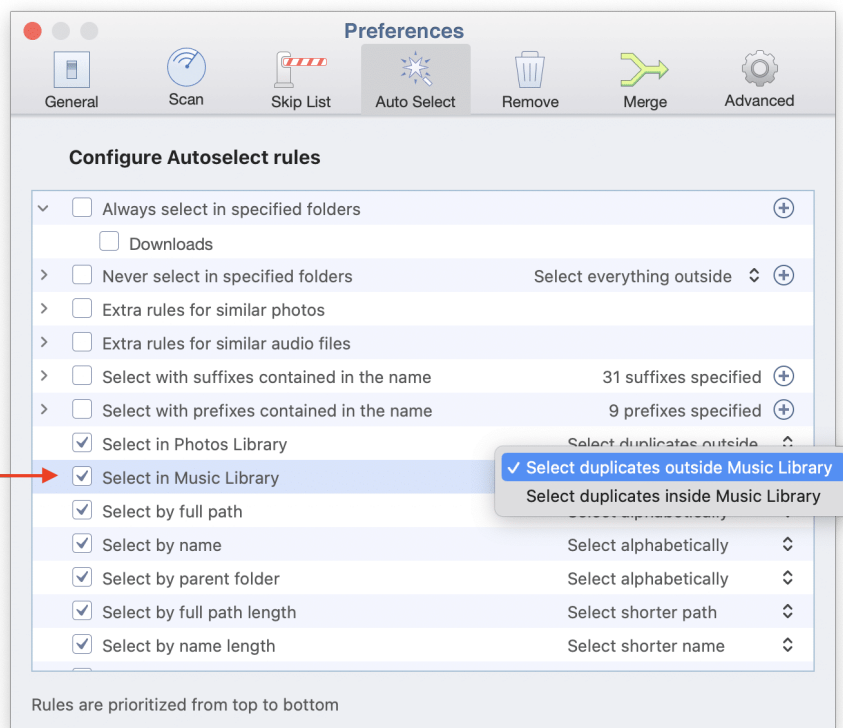 Preferences
General
Scan
Skip List
Auto Select
Remove
Merge
Advanced
Configure Autoselect rules
Always select in specified folders
Downloads
Never select in specified folders Select everything outside
Extra rules for similar photos
Extra rules for similar audio files
Select with suffixes contained in the name 31 suffixes specified
Select with prefixes contained in the name 9 prefixes specified
Select in Photos Library Select duplicates outside
Select in Music Library
Select duplicates outside Music Library
Select duplicates inside Music Library
Select by full path Select alphabetically
Select by name Select alphabetically
Select by parent folder Select alphabetically
Select by full path length Select shorter path
Select by name length Select shorter name
Rules are prioritized from top to bottom